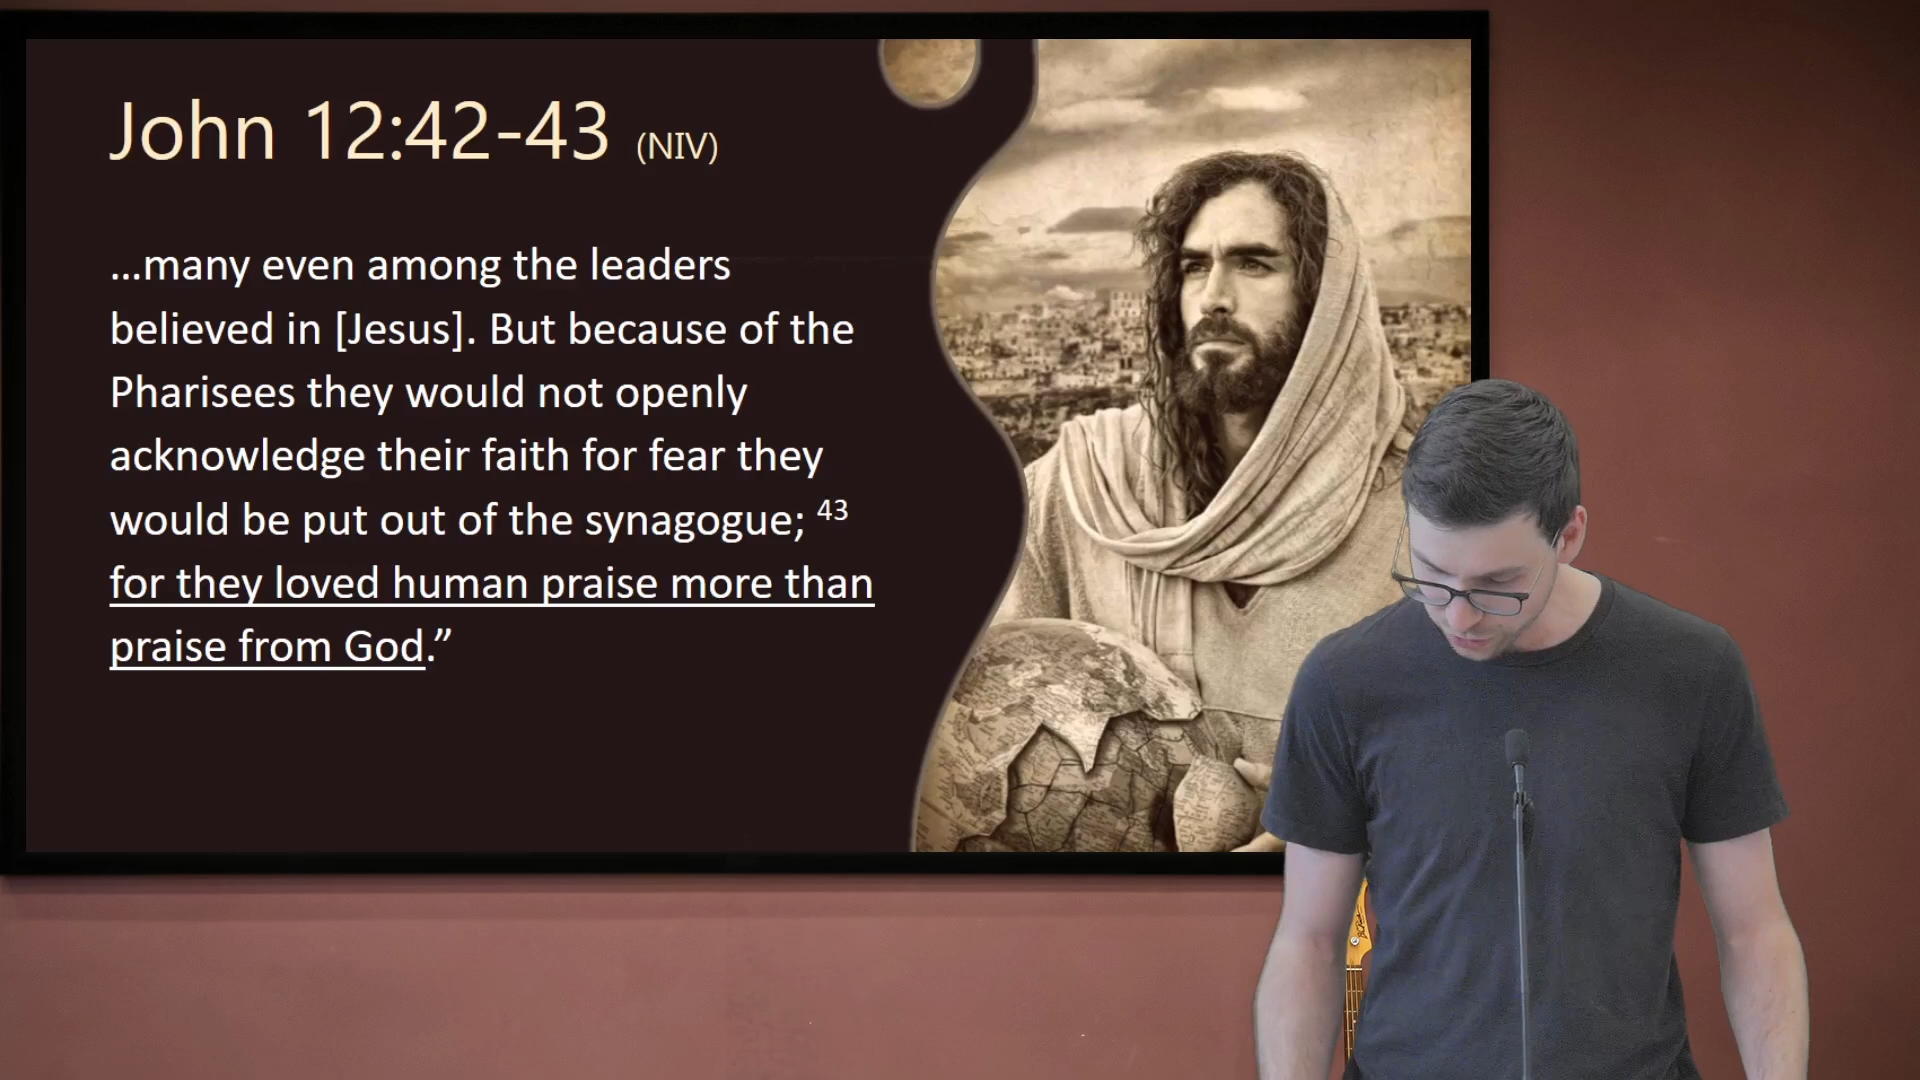 John 12:42-43 (NIV)
...many even among the leaders
believed in [Jesus]. But because of the
Pharisees they would not openly
acknowledge their faith for fear they
would be put out of the synagogue; 43
for they loved human praise more than
praise from God.”